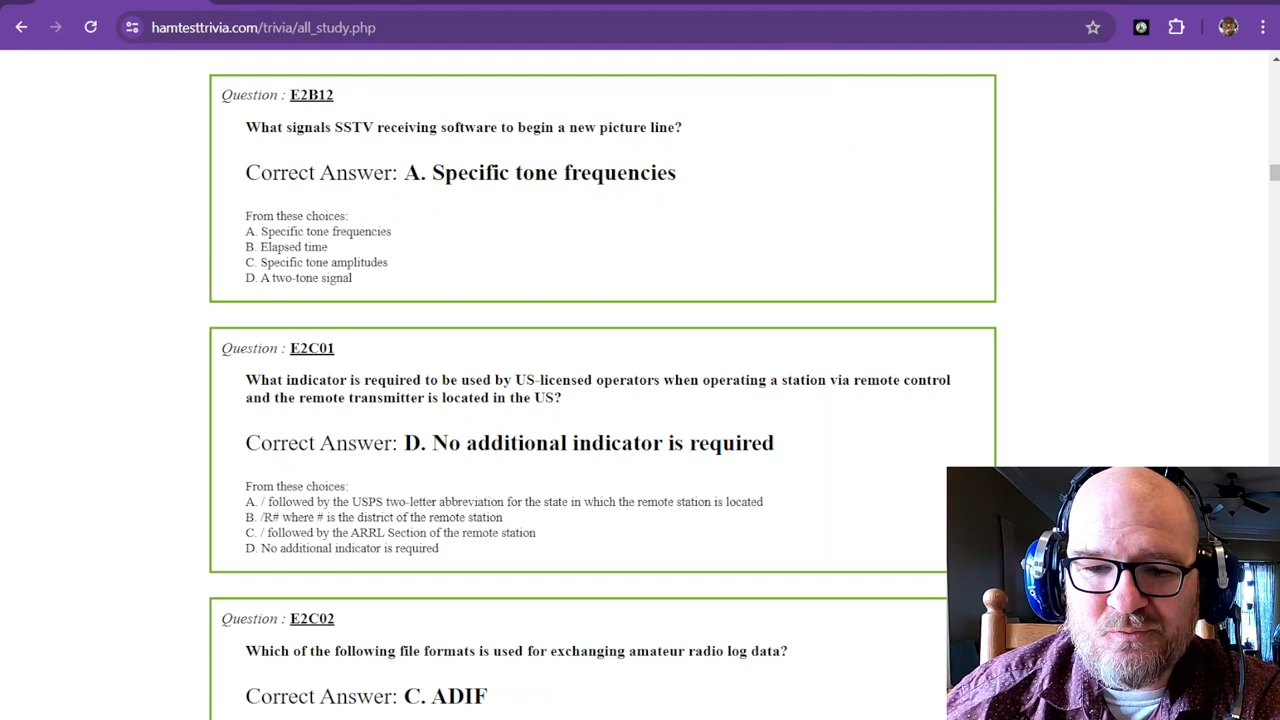 hamtesttrivia.com/trivia/all_study.php
Question : E2B12
What signals SSTV receiving software to begin a new picture line?
Correct Answer: A. Specific tone frequencies
From these choices:
A. Specific tone frequencies
B. Elapsed time
C. Specific tone amplitudes
D. A two-tone signal
Question : E2C01
What indicator is required to be used by US-licensed operators when operating a station via remote control
and the remote transmitter is located in the US?
Correct Answer: D. No additional indicator is required
From these choices:
A. / followed by the USPS two-letter abbreviation for the state in which the remote station is located
B. /R# where # is the district of the remote station
C. / followed by the ARRL Section of the remote station
D. No additional indicator is required
Question : E2C02
Which of the following file formats is used for exchanging amateur radio log data?
Correct Answer: C. ADIF